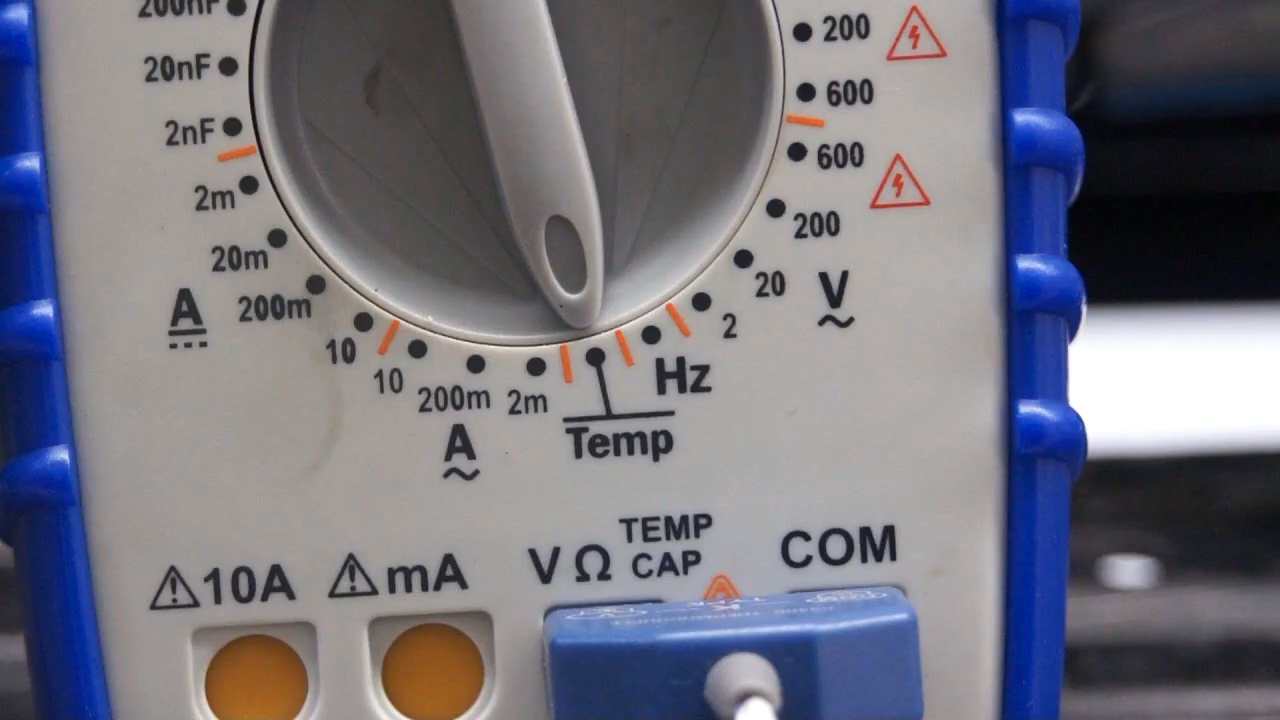 200nF
20nF
2nF
2m
20m
200m
10
A
10
200m
2m
A
Temp
Hz
2
20
200
600
V
600
200
10A
mA
V Ω
TEMP
CAP
COM